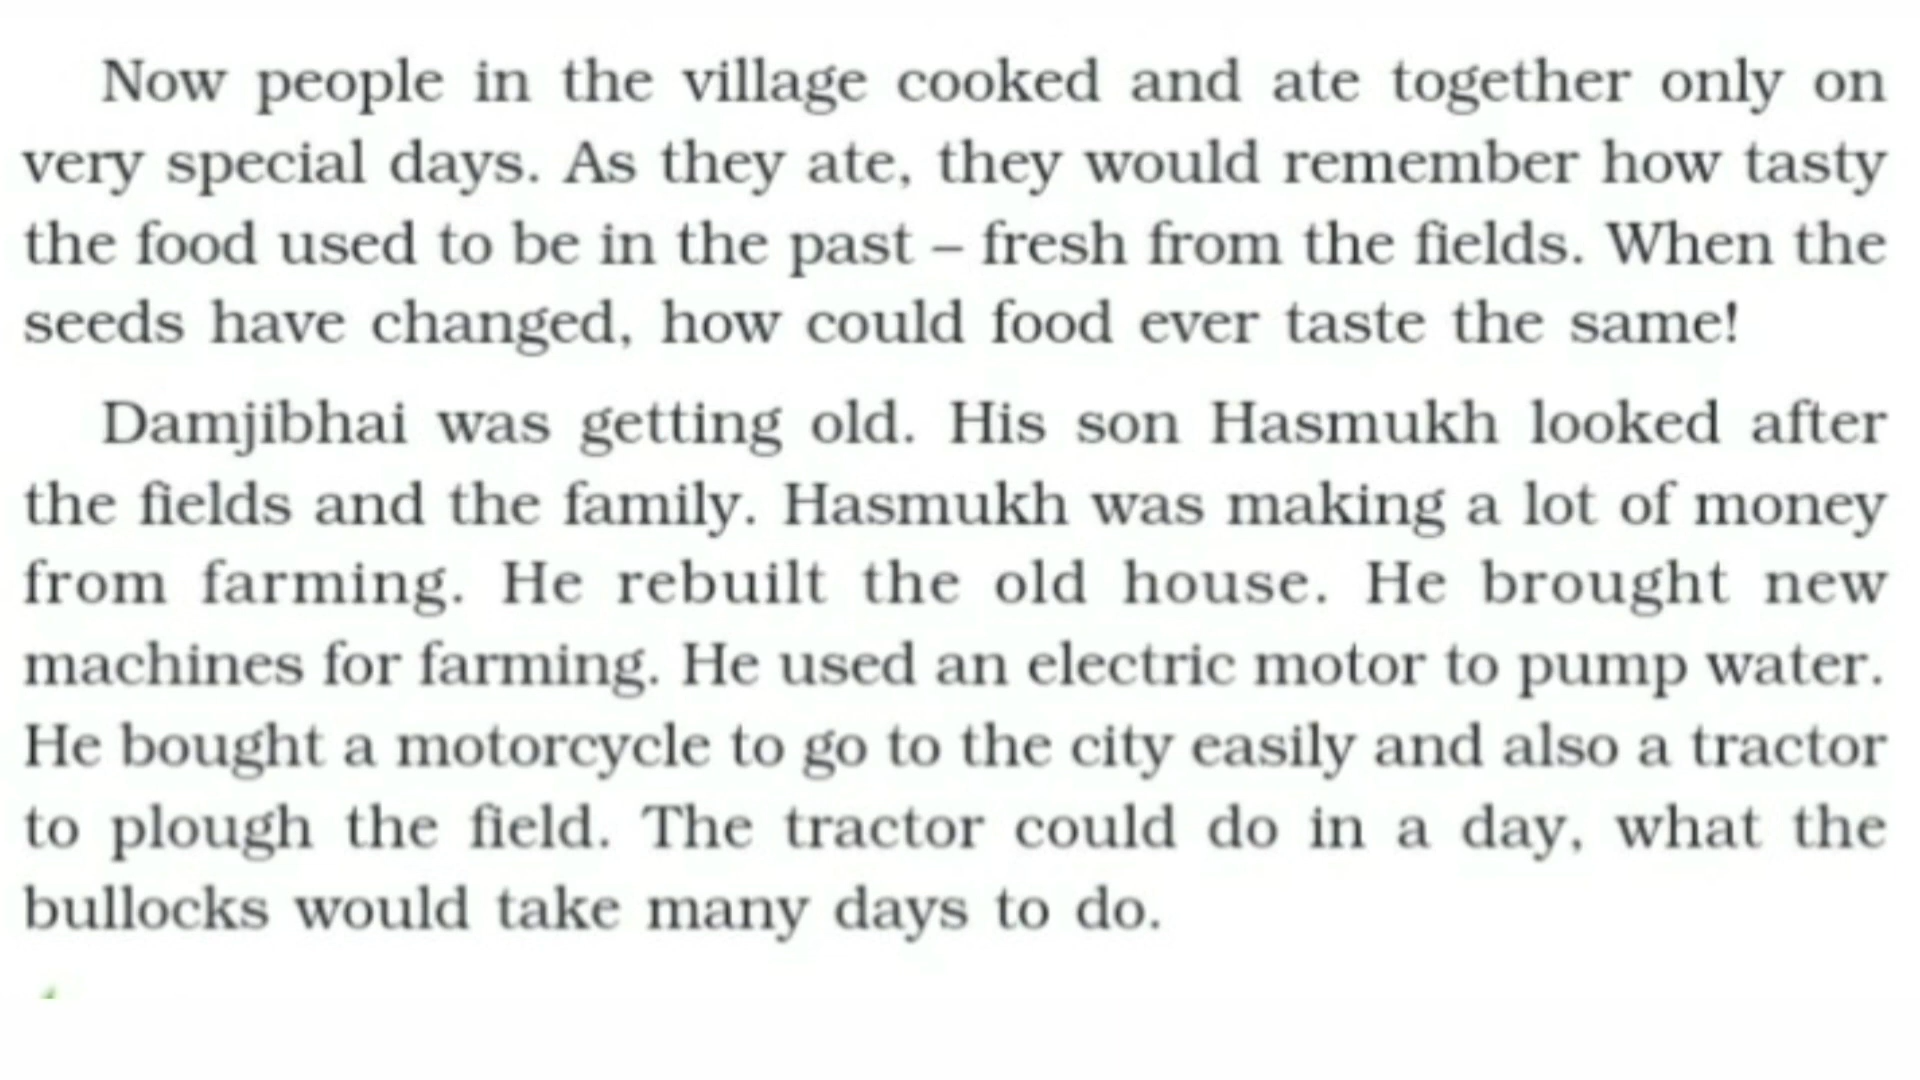 Now people in the village cooked and ate together only on
very special days. As they ate, they would remember how tasty
the food used to be in the past – fresh from the fields. When the
seeds have changed, how could food ever taste the same!
Damjibhai was getting old. His son Hasmukh looked after
the fields and the family. Hasmukh was making a lot of money
from farming. He rebuilt the old house. He brought new
machines for farming. He used an electric motor to pump water.
He bought a motorcycle to go to the city easily and also a tractor
to plough the field. The tractor could do in a day, what the
bullocks would take many days to do.